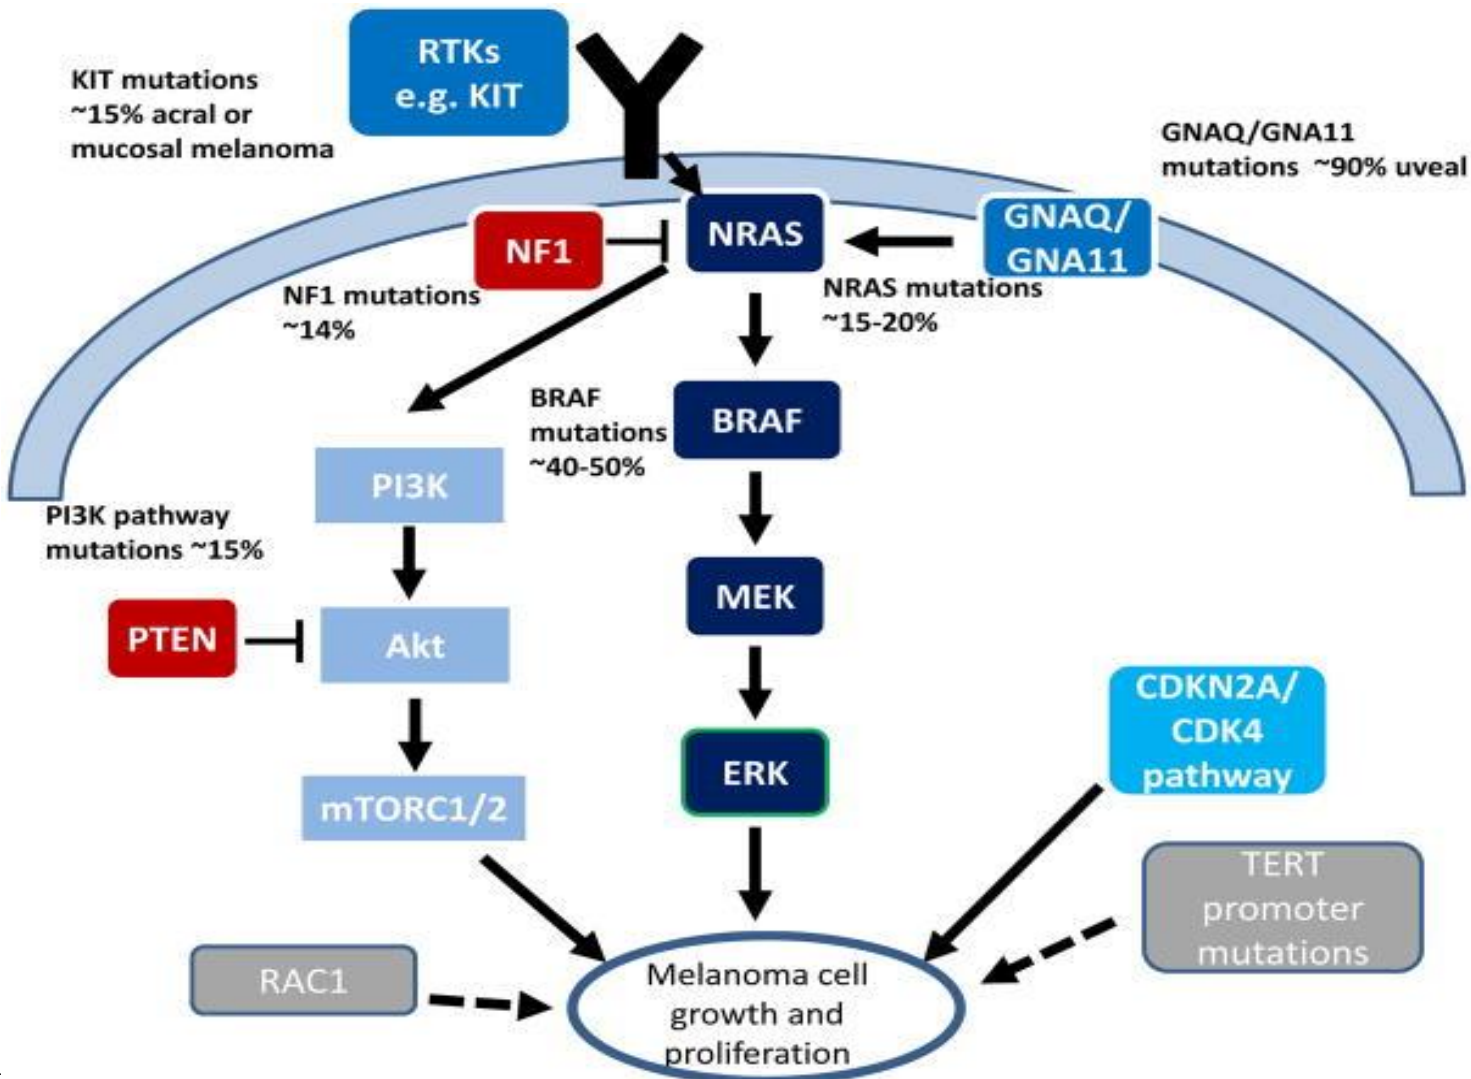 RTKs
e.g. KIT
KIT mutations
~15% acral or
mucosal melanoma
GNAQ/GNA11
mutations ~90% uveal
NF1
NRAS
GNAQ/
GNA11
NF1 mutations
~14%
NRAS mutations
~15-20%
BRAF
mutations
~40-50%
BRAF
PI3K
PI3K pathway
mutations ~15%
MEK
PTEN
Akt
CDKN2A/
CDK4
pathway
ERK
mTORC1/2
TERT
promoter
mutations
RAC1
Melanoma cell
growth and
proliferation